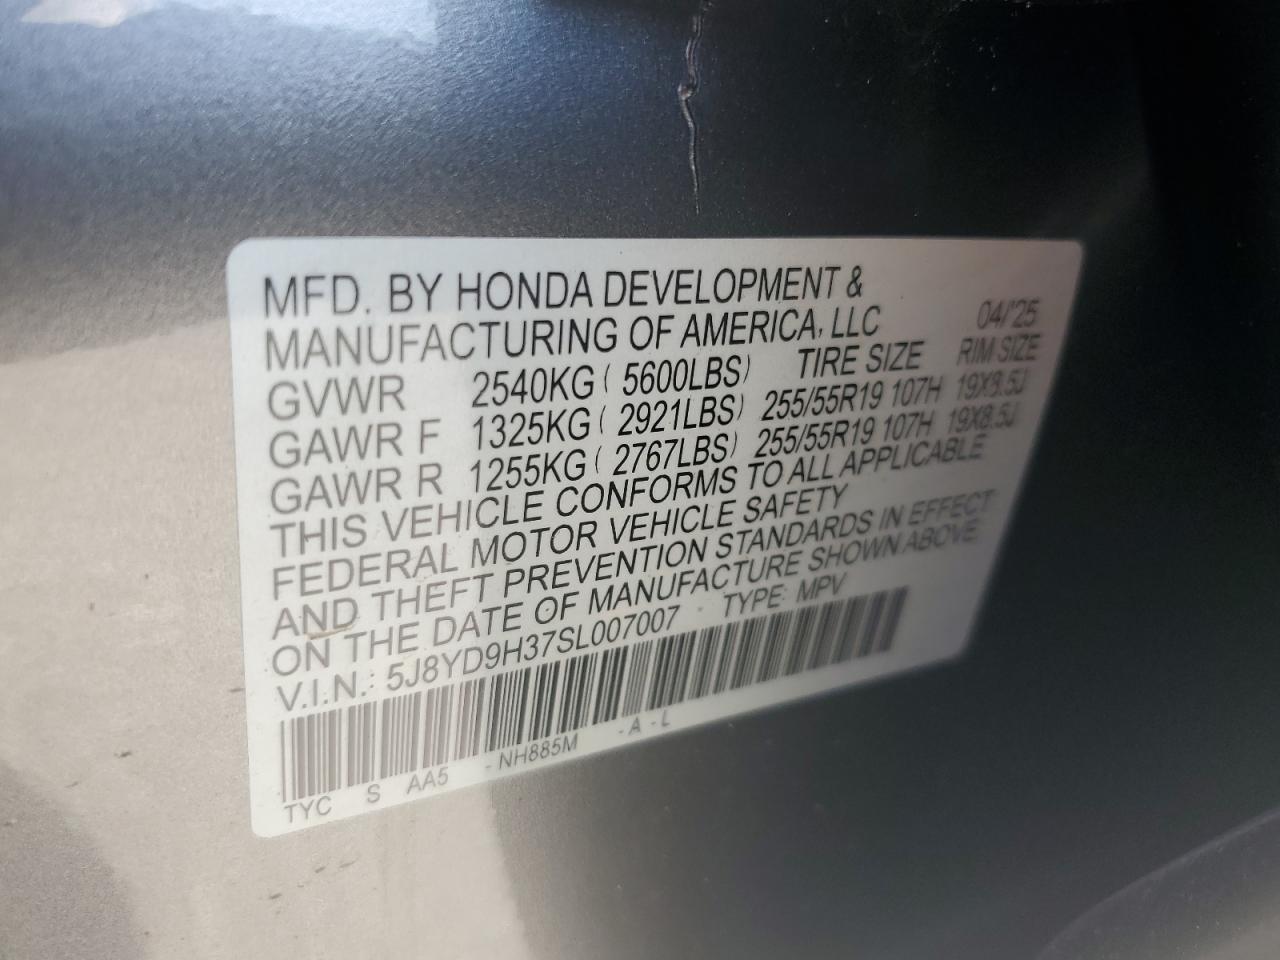 MFD. BY HONDA DEVELOPMENT &
MANUFACTURING OF AMERICA, LLC 04/'25
GVWR 2540KG ( 5600LBS) TIRE SIZE RIM SIZE
GAWR F 1325KG ( 2921LBS) 255/55R19 107H 19X8.5J
GAWR R 1255KG ( 2767LBS) 255/55R19 107H 19X8.5J
THIS VEHICLE CONFORMS TO ALL APPLICABLE
FEDERAL MOTOR VEHICLE SAFETY
AND THEFT PREVENTION STANDARDS IN EFFECT
ON THE DATE OF MANUFACTURE SHOWN ABOVE
V.I.N.: 5J8YD9H37SL007007 TYPE: MPV
TYC S AA5 -NH885M -A-L